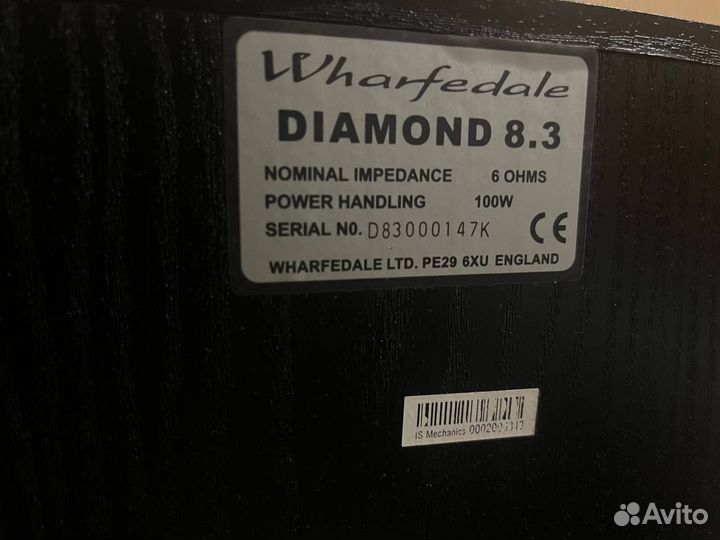 Wharfedale
DIAMOND 8.3
NOMINAL IMPEDANCE 6 OHMS
POWER HANDLING 100W
SERIAL NO. D83000147K CE
WHARFEDALE LTD. PE29 6XU ENGLAND
IS Mechanics
Avito